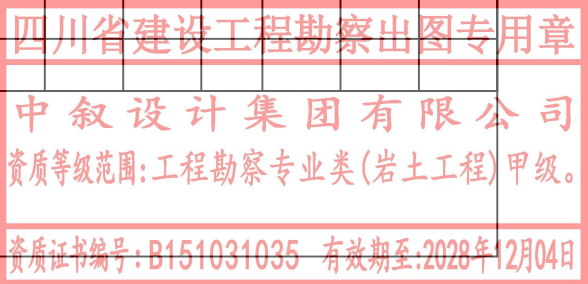 四川省建设工程勘察出图专用章
中叙设计集团有限公司
资质等级范围:工程勘察专业类(岩土工程)甲级。
资质证书编号:B151031035 有效期至:2028年12月04日